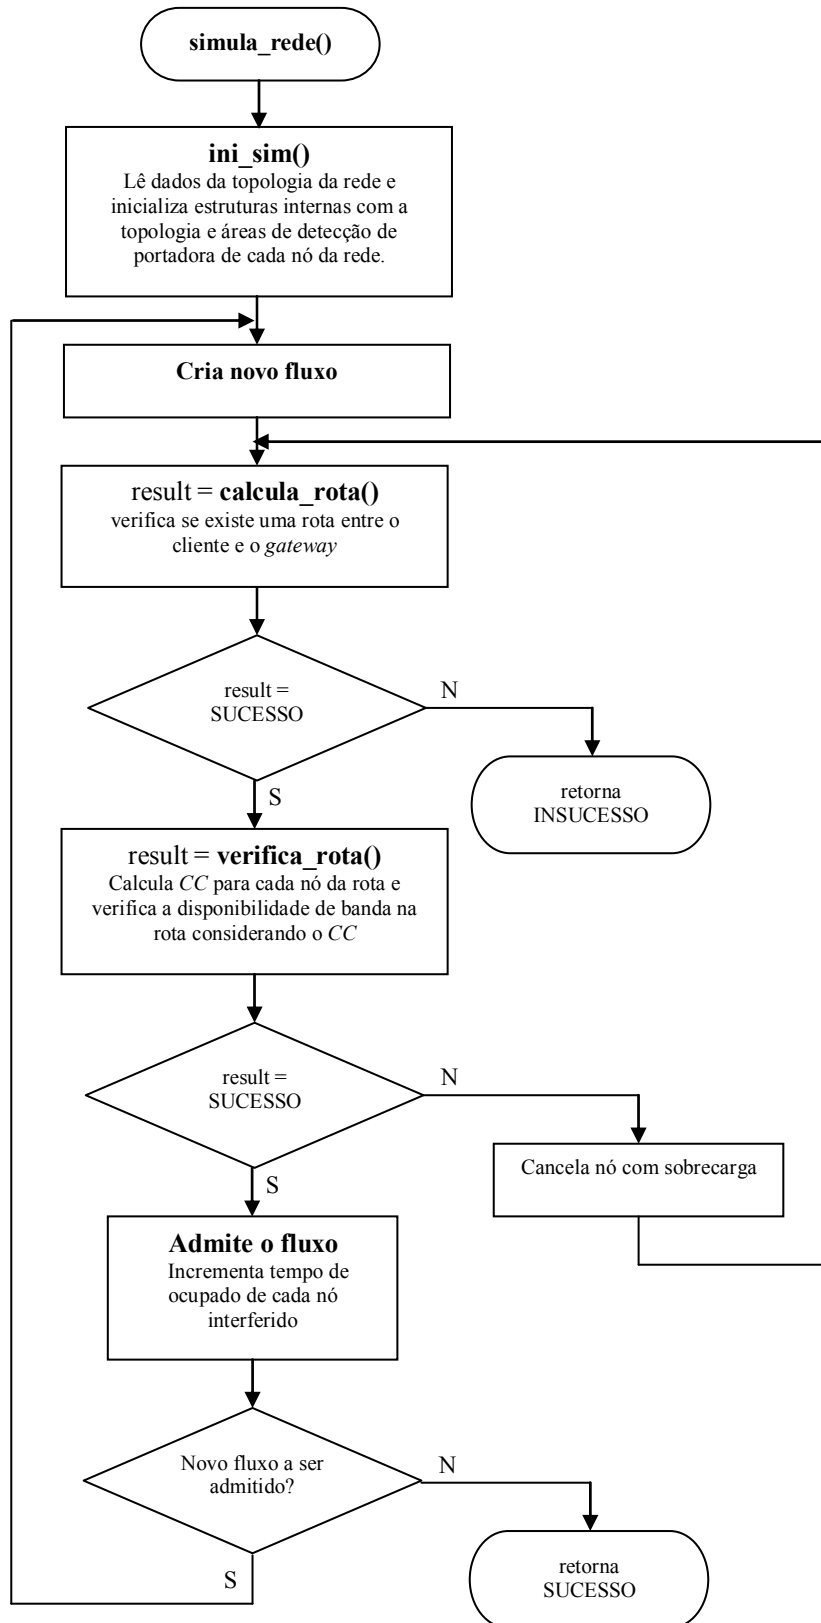 simula_rede()
ini_sim()
Lê dados da topologia da rede e
inicializa estruturas internas com a
topologia e áreas de detecção de
portadora de cada nó da rede.
Cria novo fluxo
result = calcula_rota()
verifica se existe uma rota entre o
cliente e o gateway
result =
SUCESSO
N
retorna
INSUCESSO
S
result = verifica_rota()
Calcula CC para cada nó da rota e
verifica a disponibilidade de banda na
rota considerando o CC
result =
SUCESSO
N
Cancela nó com sobrecarga
S
Admite o fluxo
Incrementa tempo de
ocupado de cada nó
interferido
Novo fluxo a ser
admitido?
N
retorna
SUCESSO
S